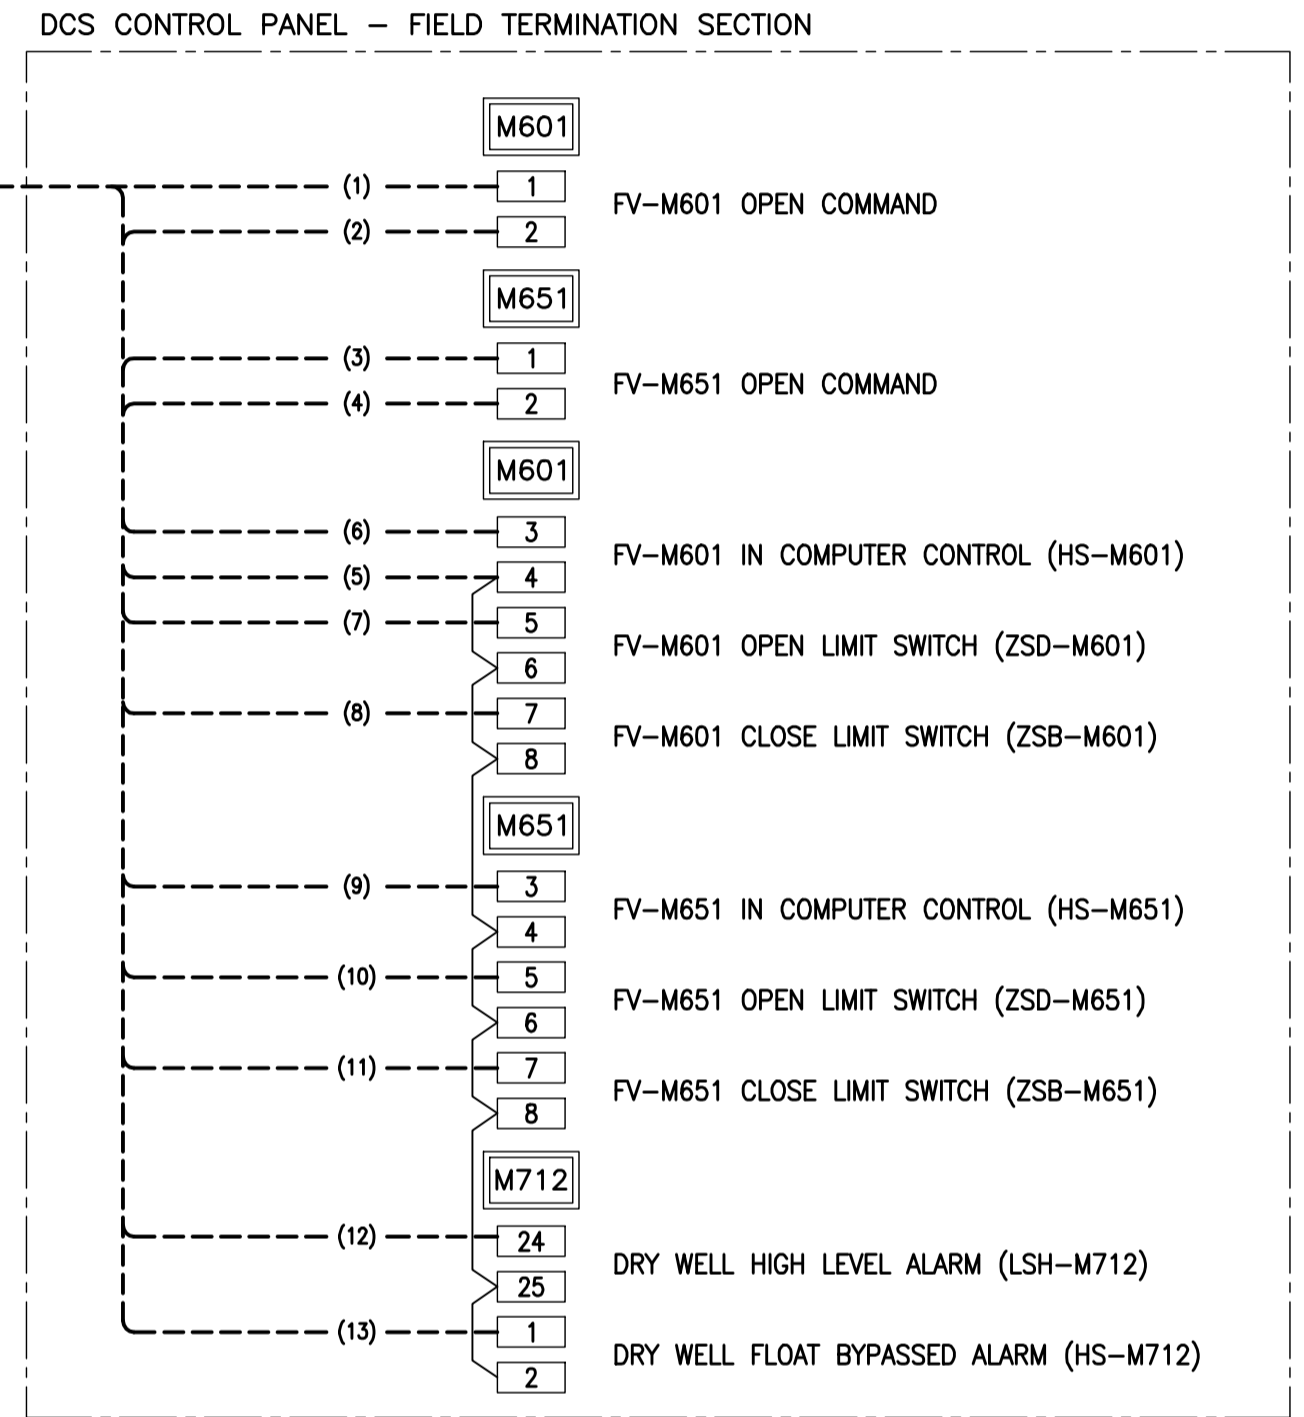 DCS CONTROL PANEL – FIELD TERMINATION SECTION
M601
(1) 1
FV–M601 OPEN COMMAND
(2) 2
M651
(3) 1
FV–M651 OPEN COMMAND
(4) 2
M601
(6) 3
FV–M601 IN COMPUTER CONTROL (HS–M601)
(5) 4
(7) 5
FV–M601 OPEN LIMIT SWITCH (ZSD–M601)
6
(8) 7
FV–M601 CLOSE LIMIT SWITCH (ZSB–M601)
8
M651
(9) 3
FV–M651 IN COMPUTER CONTROL (HS–M651)
4
(10) 5
FV–M651 OPEN LIMIT SWITCH (ZSD–M651)
6
(11) 7
FV–M651 CLOSE LIMIT SWITCH (ZSB–M651)
8
M712
(12) 24
DRY WELL HIGH LEVEL ALARM (LSH–M712)
25
(13) 1
DRY WELL FLOAT BYPASSED ALARM (HS–M712)
2